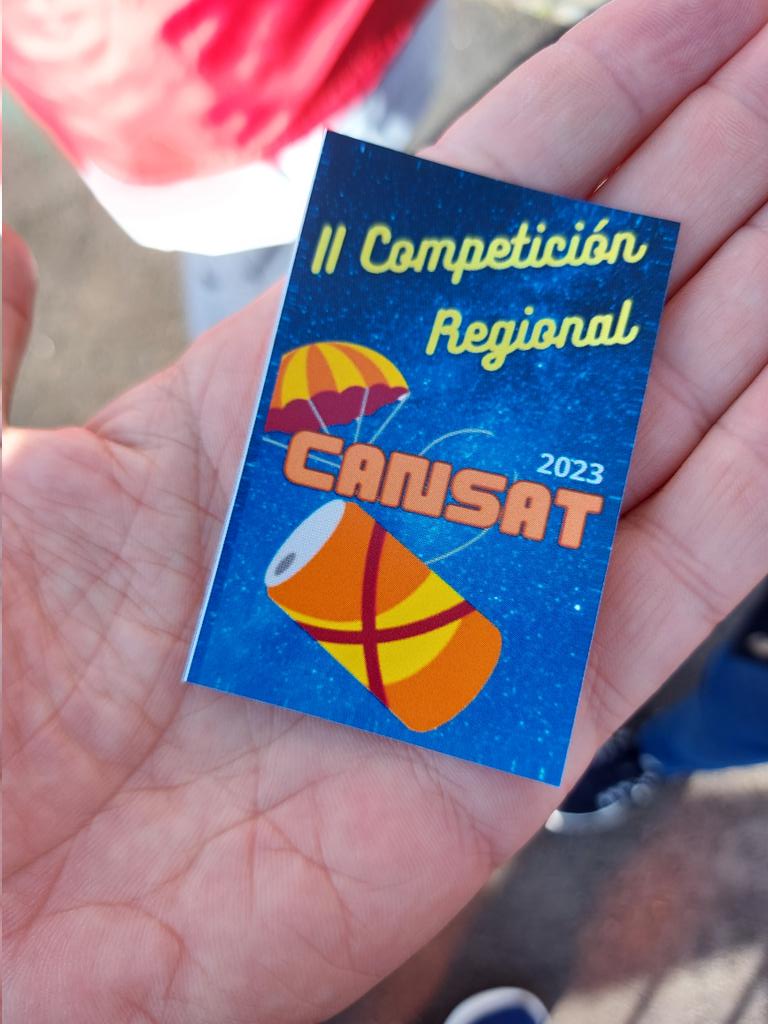 II Competición
Regional
2023
CANSAT